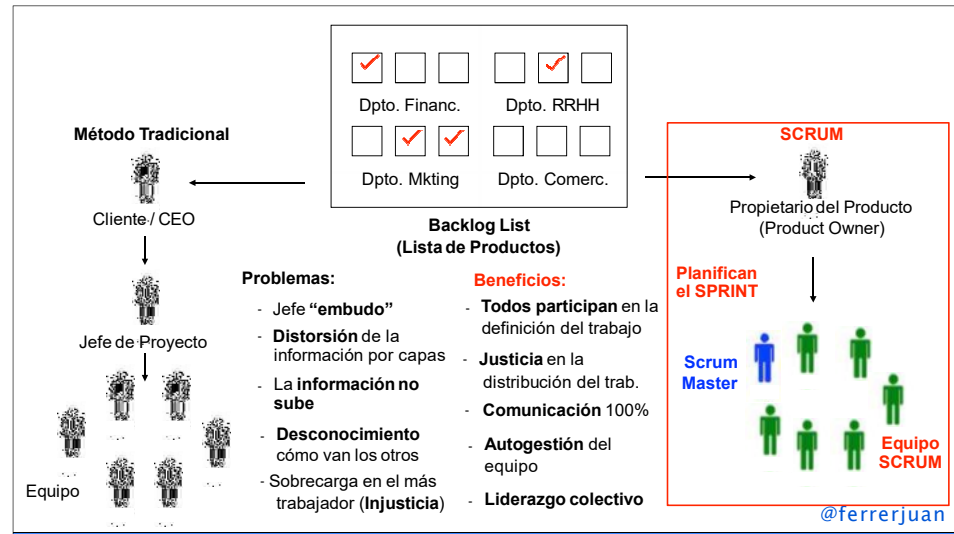 Dpto. Financ.
Dpto. RRHH
Dpto. Mkting
Dpto. Comerc.
Backlog List
(Lista de Productos)
Método Tradicional
Cliente / CEO
Jefe de Proyecto
Equipo
Problemas:
- Jefe “embudo”
- Distorsión de la
información por capas
- La información no
sube
- Desconocimiento
cómo van los otros
- Sobrecarga en el más
trabajador (Injusticia)
Beneficios:
- Todos participan en la
definición del trabajo
- Justicia en la
distribución del trab.
- Comunicación 100%
- Autogestión del
equipo
- Liderazgo colectivo
SCRUM
Propietario del Producto
(Product Owner)
Planifican
el SPRINT
Scrum
Master
Equipo
SCRUM
@ferrerjuan